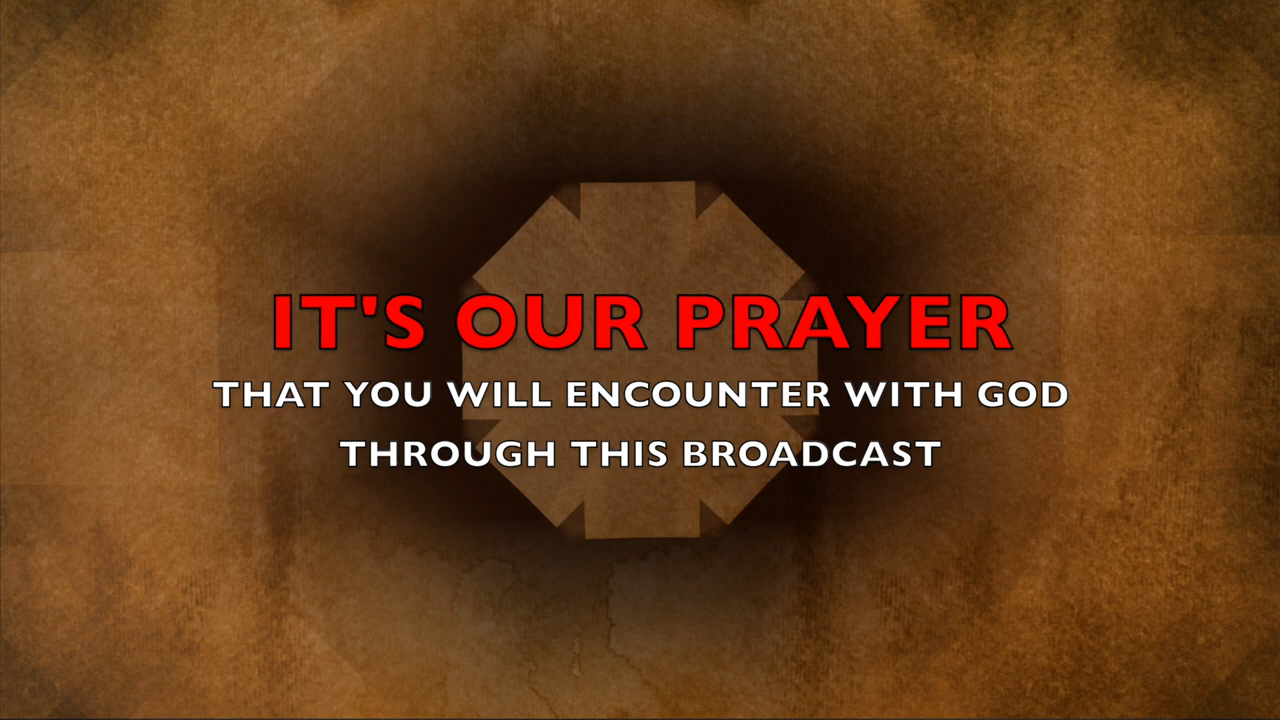 IT'S OUR PRAYER
THAT YOU WILL ENCOUNTER WITH GOD
THROUGH THIS BROADCAST